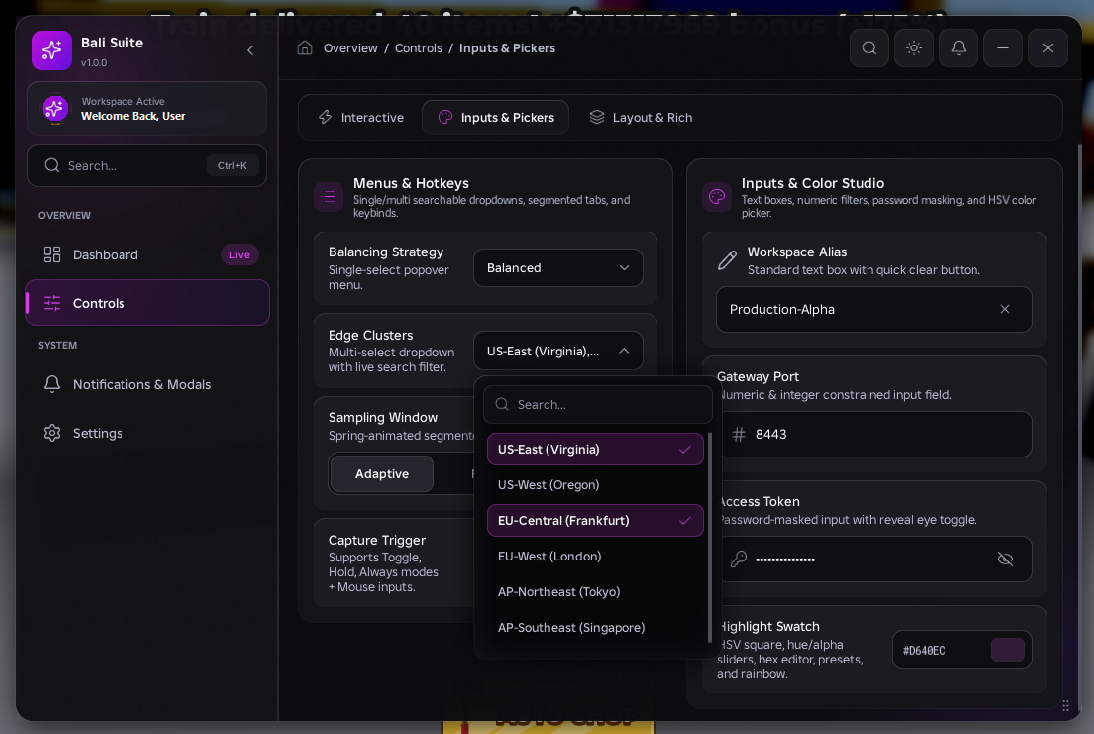 Bali Suite
v1.0.0
Workspace Active
Welcome Back, User
Search...
Ctrl+K
OVERVIEW
Dashboard
Live
Controls
SYSTEM
Notifications & Modals
Settings
Overview / Controls / Inputs & Pickers
Interactive
Inputs & Pickers
Layout & Rich
Menus & Hotkeys
Single/multi searchable dropdowns, segmented tabs, and
keybinds.
Balancing Strategy
Single-select popover
menu.
Balanced
Edge Clusters
Multi-select dropdown
with live search filter.
US-East (Virginia),...
Search...
US-East (Virginia)
US-West (Oregon)
EU-Central (Frankfurt)
EU-West (London)
AP-Northeast (Tokyo)
AP-Southeast (Singapore)
Sampling Window
Spring-animated
Adaptive
Capture Trigger
Supports Toggle,
Hold, Always modes
+ Mouse inputs.
Inputs & Color Studio
Text boxes, numeric filters, password masking, and HSV color
picker.
Workspace Alias
Standard text box with quick clear button.
Production-Alpha
Gateway Port
Numeric & integer constrained input field.
# 8443
Access Token
Password-masked input with reveal eye toggle.
Highlight Swatch
HSV square, hue/alpha
sliders, hex editor, presets,
and rainbow.
#D640EC